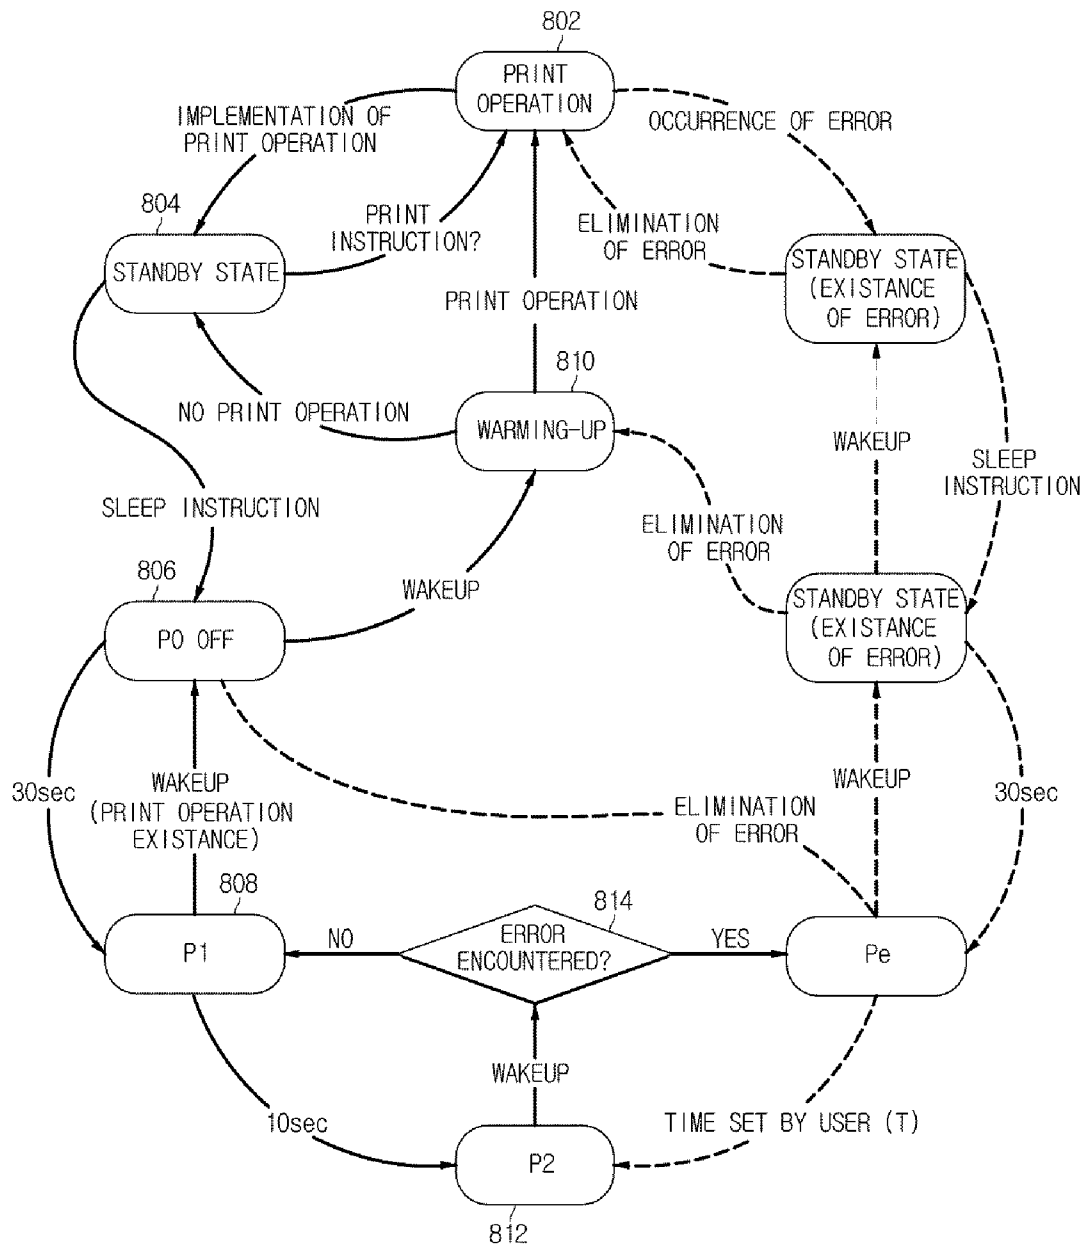 802
PRINT
OPERATION
IMPLEMENTATION OF
PRINT OPERATION
OCCURRENCE OF ERROR
804
PRINT
INSTRUCTION?
ELIMINATION
OF ERROR
STANDBY STATE
STANDBY STATE
(EXISTANCE
OF ERROR)
PRINT OPERATION
810
NO PRINT OPERATION
WARMING-UP
WAKEUP
SLEEP
INSTRUCTION
SLEEP INSTRUCTION
ELIMINATION
OF ERROR
806
WAKEUP
STANDBY STATE
(EXISTANCE
OF ERROR)
PO OFF
30sec
WAKEUP
(PRINT OPERATION
EXISTANCE)
ELIMINATION
OF ERROR
WAKEUP
30sec
808
814
P1
NO
ERROR
ENCOUNTERED?
YES
Pe
WAKEUP
10sec
TIME SET BY USER (T)
P2
812